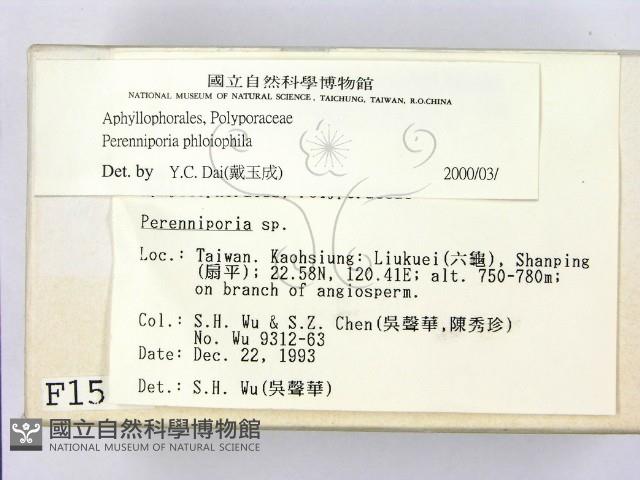 國立自然科學博物館
NATIONAL MUSEUM OF NATURAL SCIENCE, TAICHUNG, TAIWAN, R.O.CHINA
Aphyllophorales, Polyporaceae
Perenniporia phloiophila
Det. by Y.C. Dai(戴玉成) 2000/03/
Perenniporia sp.
Loc.: Taiwan. Kaohsiung: Liukuei(六龜), Shanping
(扇平); 22.58N, 120.41E; alt. 750-780m;
on branch of angiosperm.
Col.: S.H. Wu & S.Z. Chen(吳聲華,陳秀珍)
No. Wu 9312-63
Date: Dec. 22, 1993
Det.: S.H. Wu(吳聲華)
F15
國立自然科學博物館
NATIONAL MUSEUM OF NATURAL SCIENCE